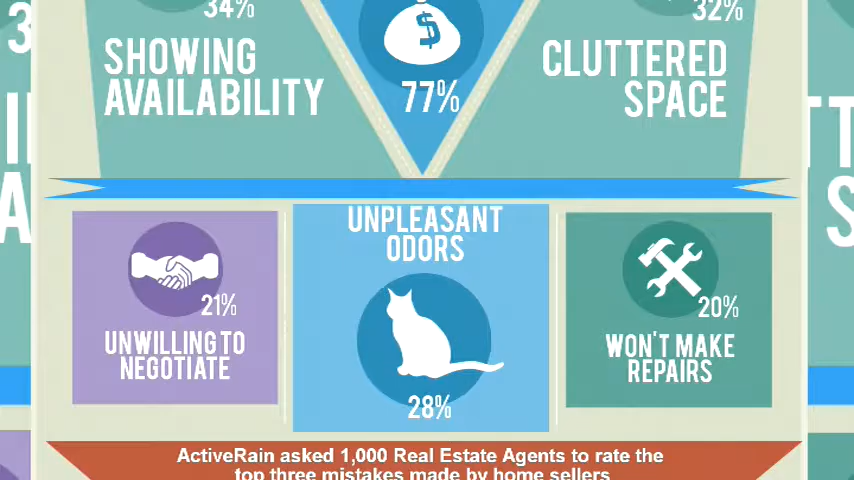 34%
32%
SHOWING
AVAILABILITY
$
77%
CLUTTERED
SPACE
UNPLEASANT
ODORS
21%
UNWILLING TO
NEGOTIATE
28%
20%
WON'T MAKE
REPAIRS
ActiveRain asked 1,000 Real Estate Agents to rate the
top three mistakes made by home sellers